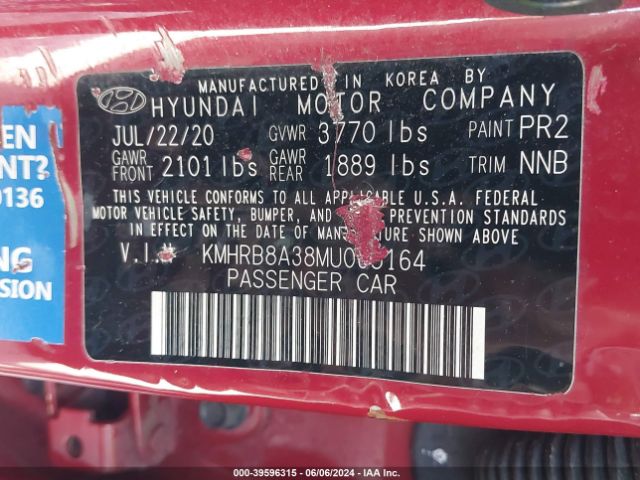 MANUFACTURED IN KOREA BY
HYUNDAI MOTOR COMPANY
JUL/22/20 GVWR 3770 lbs PAINT PR2
GAWR FRONT 2101 lbs GAWR REAR 1889 lbs TRIM NNB
THIS VEHICLE CONFORMS TO ALL APPLICABLE U.S.A. FEDERAL
MOTOR VEHICLE SAFETY, BUMPER, AND PREVENTION STANDARDS
IN EFFECT ON THE DATE OF MANUFACTURE SHOWN ABOVE
PASSENGER CAR
0136
SION
000-39596315 - 06/06/2024 - IAA Inc.